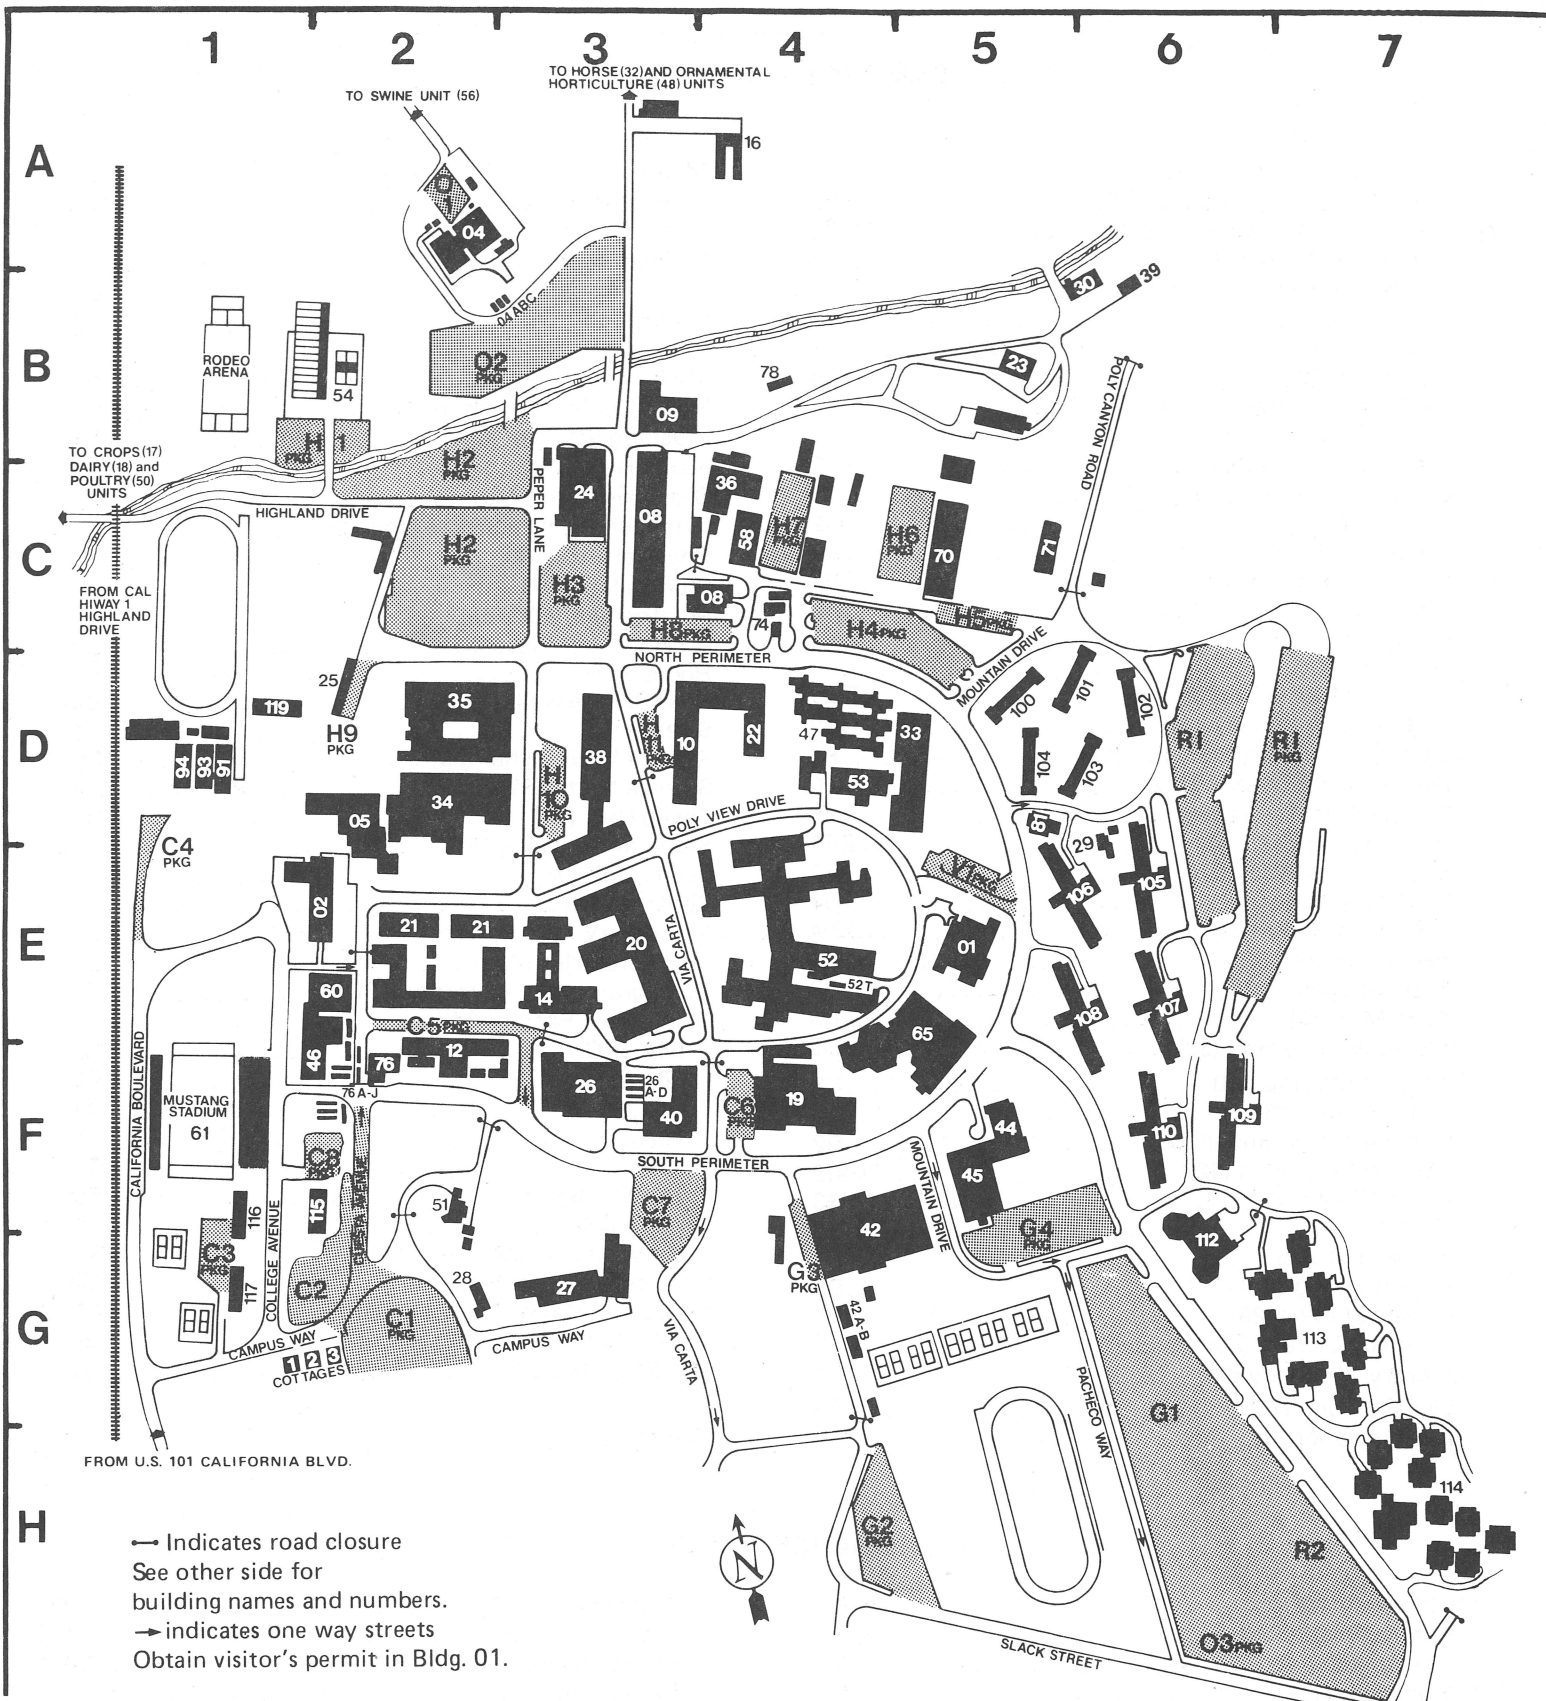 1 2 3 4 5 6 7
TO HORSE (32) AND ORNAMENTAL
HORTICULTURE (48) UNITS
TO SWINE UNIT (56)
A
16
O
1
04
04 ABC
30
39
B
RODEO
ARENA
54
O2
PKG
78
23
09
POLY CANYON ROAD
H 1
PKG
H2
PKG
TO CROPS (17)
DAIRY (18) and
POULTRY (50)
UNITS
HIGHLAND DRIVE
PEPER LANE
24
08
36
58
H7
PKG
H6
PKG
70
71
C
H2
PKG
H3
PKG
08
FROM CAL
HIWAY 1
HIGHLAND
DRIVE
H8 PKG
74
H4 PKG
H5 PKG
NORTH PERIMETER
MOUNTAIN DRIVE
25
119
35
100
101
102
D
H9
PKG
38
H
11
PKG
10
22
47
33
53
104
103
R1
R1
PKG
94
93
91
34
H
10
PKG
05
POLY VIEW DRIVE
81
29
C4
PKG
V1 PKG
106
105
02
E
21
21
20
VIA CARTA
52
52T
01
60
14
108
107
C5 PKG
65
CALIFORNIA BOULEVARD
46
76
12
76 A-J
26
26
A-D
40
C6
PKG
19
109
110
F
MUSTANG
STADIUM
61
C8
PKG
CUESTA AVENUE
SOUTH PERIMETER
MOUNTAIN DRIVE
44
45
115
116
51
C7
PKG
42
G4
PKG
112
COLLEGE AVENUE
C3
PKG
117
C2
C1
PKG
28
27
G3
PKG
G
42 A-B
113
CAMPUS WAY
1 2 3
COTTAGES
CAMPUS WAY
VIA CARTA
PACHECO WAY
G1
FROM U.S. 101 CALIFORNIA BLVD.
114
H
G2
PKG
R2
N
O3 PKG
SLACK STREET
Indicates road closure
See other side for
building names and numbers.
indicates one way streets
Obtain visitor's permit in Bldg. 01.